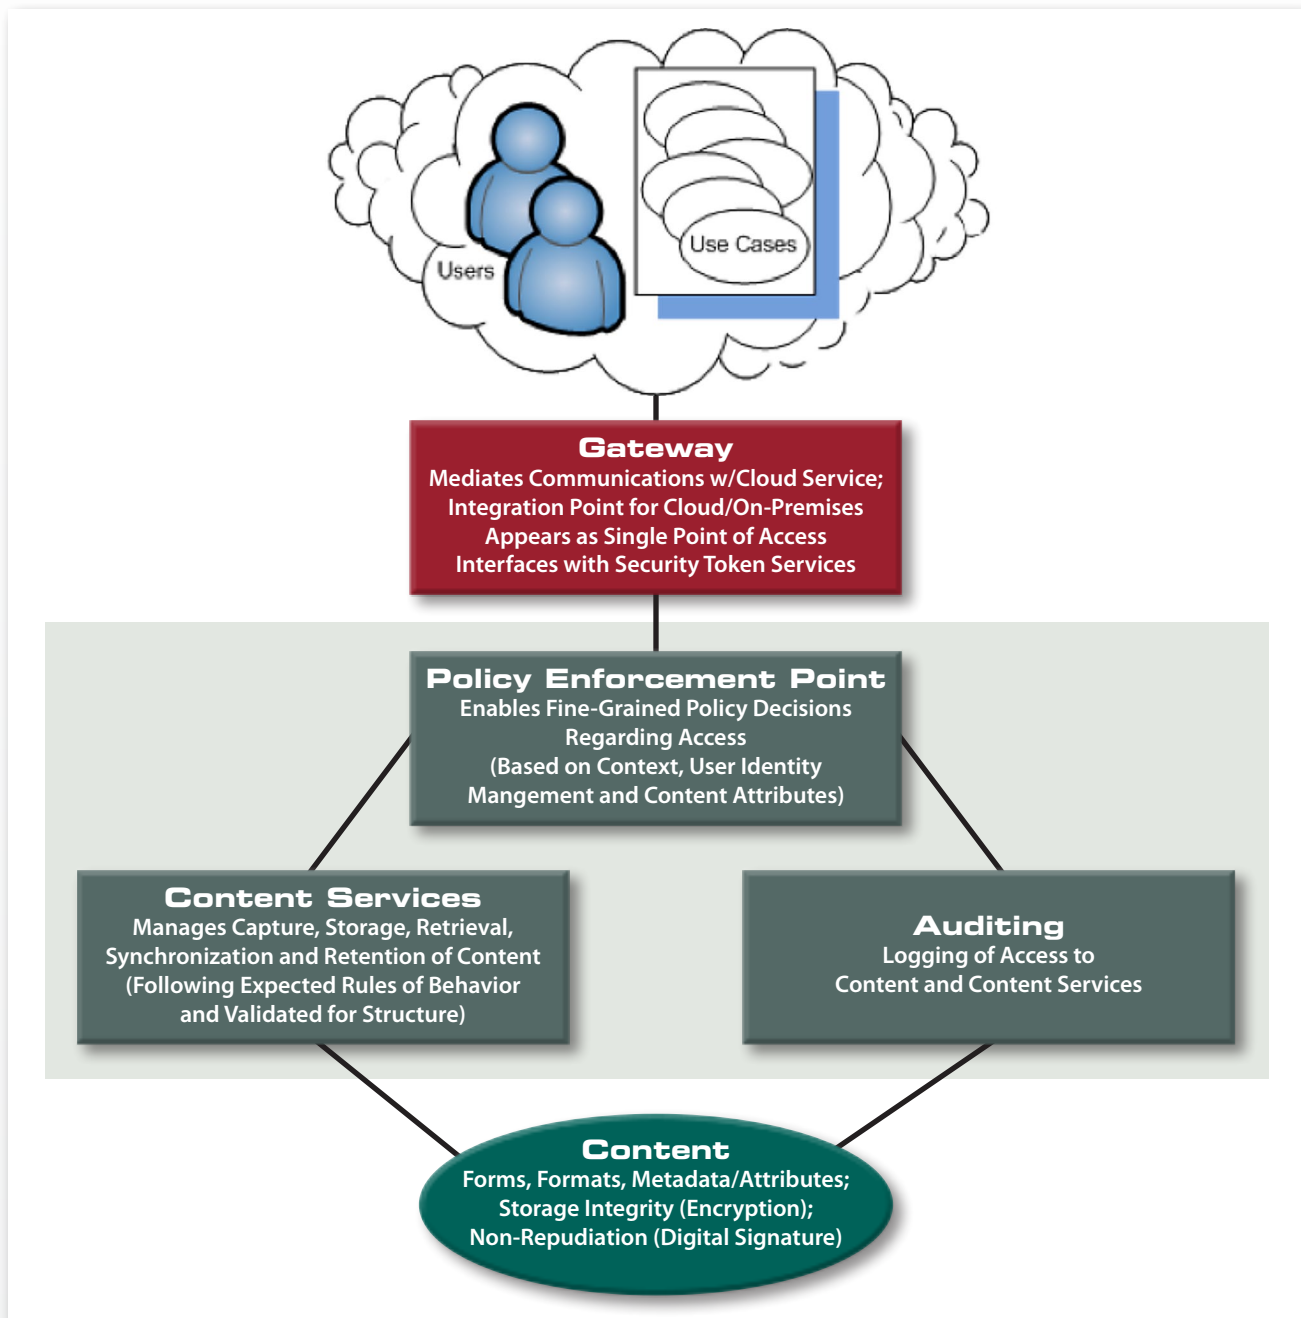 Users
Use Cases
Gateway
Mediates Communications w/Cloud Service;
Integration Point for Cloud/On-Premises
Appears as Single Point of Access
Interfaces with Security Token Services
Policy Enforcement Point
Enables Fine-Grained Policy Decisions
Regarding Access
(Based on Context, User Identity
Mangement and Content Attributes)
Content Services
Manages Capture, Storage, Retrieval,
Synchronization and Retention of Content
(Following Expected Rules of Behavior
and Validated for Structure)
Auditing
Logging of Access to
Content and Content Services
Content
Forms, Formats, Metadata/Attributes;
Storage Integrity (Encryption);
Non-Repudiation (Digital Signature)